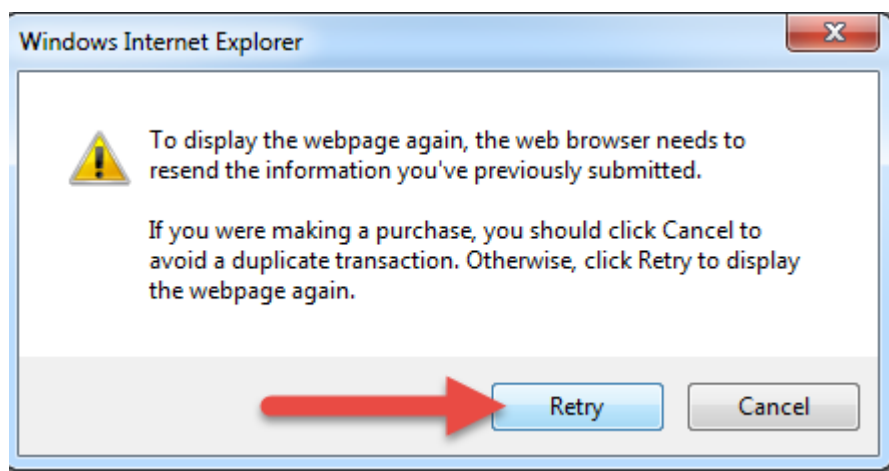 Windows Internet Explorer
To display the webpage again, the web browser needs to
resend the information you've previously submitted.
If you were making a purchase, you should click Cancel to
avoid a duplicate transaction. Otherwise, click Retry to display
the webpage again.
Retry Cancel